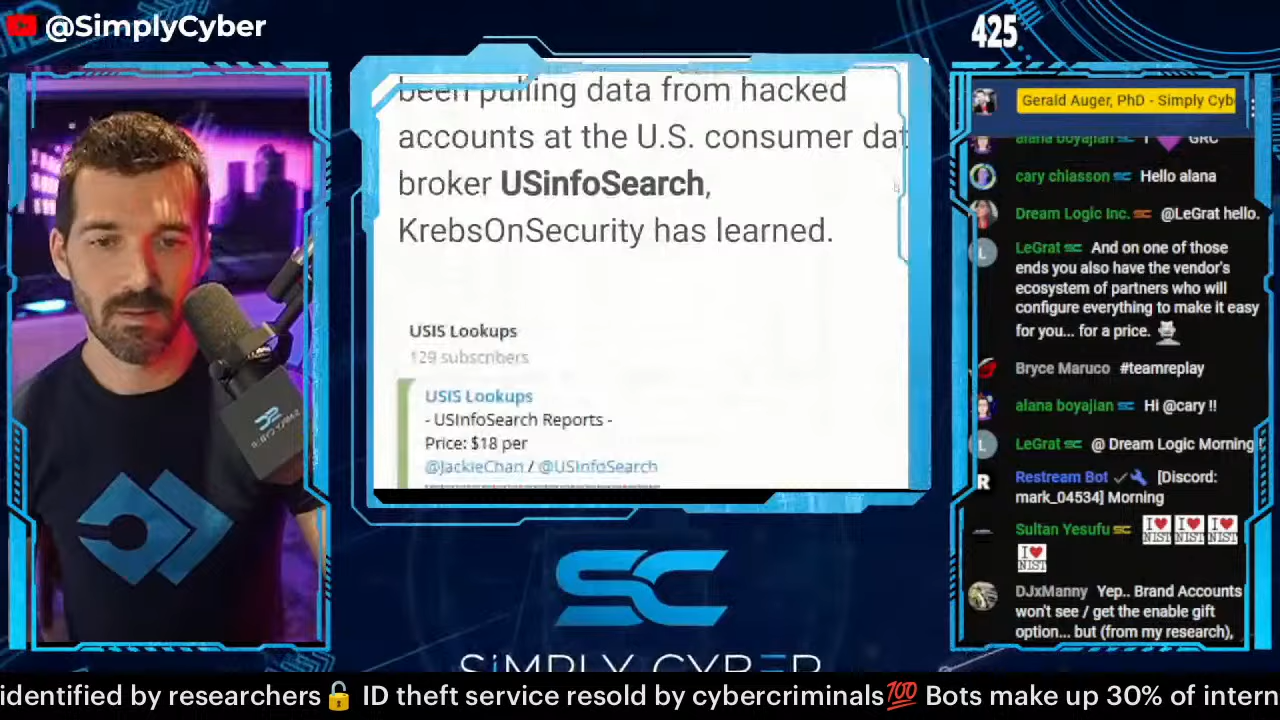 @SimplyCyber
425
been pulling data from hacked
accounts at the U.S. consumer dat
broker USinfoSearch,
KrebsOnSecurity has learned.
USIS Lookups
129 subscribers
USIS Lookups
- USInfoSearch Reports -
Price: $18 per
@JackieChan / @USInfoSearch
SC
SiMPLY CYBER
Gerald Auger, PhD - Simply Cyb
alana boyajian GRC
cary chiasson Hello alana
Dream Logic Inc. @LeGrat hello.
L
LeGrat And on one of those
ends you also have the vendor's
ecosystem of partners who will
configure everything to make it easy
for you... for a price.
Bryce Maruco #teamreplay
alana boyajian Hi @cary !!
L
LeGrat @ Dream Logic Morning
R
Restream Bot [Discord:
mark_04534] Morning
Sultan Yesufu I ♥ NIST I ♥ NIST I ♥ NIST
I ♥ NIST
DJxManny Yep.. Brand Accounts
won't see / get the enable gift
option... but (from my research),
identified by researchers🔓 ID theft service resold by cybercriminals💯 Bots make up 30% of intern